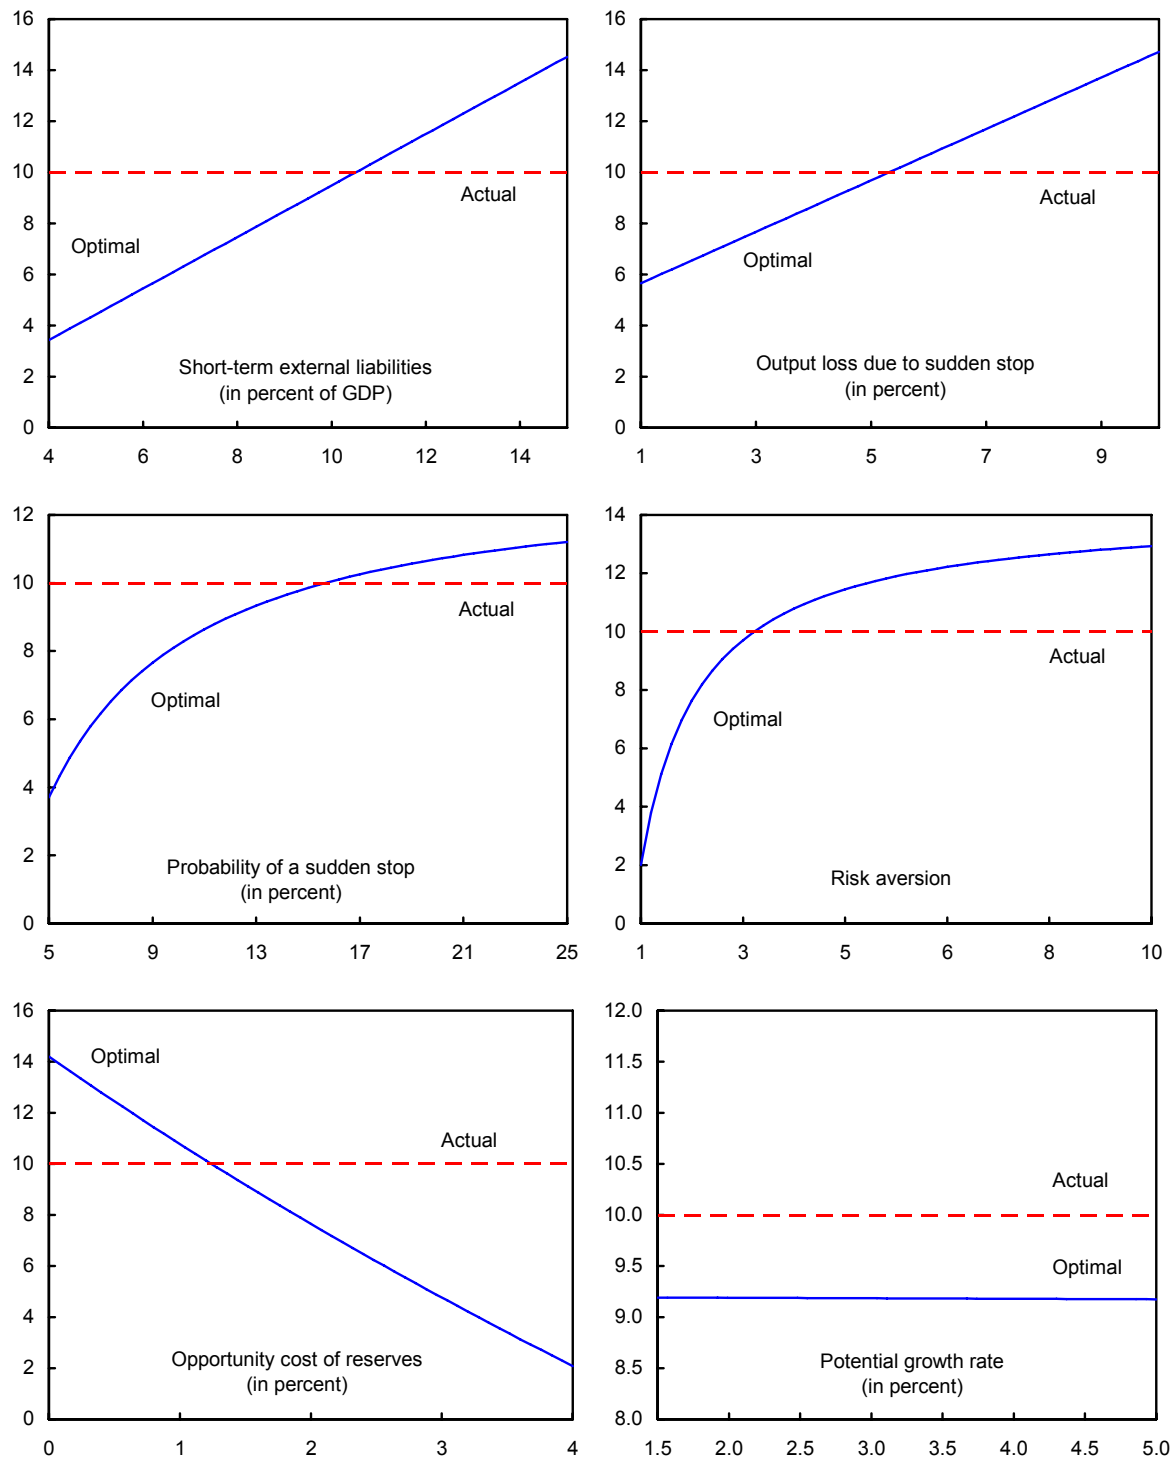 16
14
12
10
8
6
4
2
0
Optimal
Actual
Short-term external liabilities
(in percent of GDP)
4 6 8 10 12 14
16
14
12
10
8
6
4
2
0
Actual
Optimal
Output loss due to sudden stop
(in percent)
1 3 5 7 9
12
10
8
6
4
2
0
Actual
Optimal
Probability of a sudden stop
(in percent)
5 9 13 17 21 25
14
12
10
8
6
4
2
0
Actual
Optimal
Risk aversion
1 3 5 6 8 10
16
14
12
10
8
6
4
2
0
Optimal
Actual
Opportunity cost of reserves
(in percent)
0 1 2 3 4
12.0
11.5
11.0
10.5
10.0
9.5
9.0
8.5
8.0
Actual
Optimal
Potential growth rate
(in percent)
1.5 2.0 2.5 3.0 3.5 4.0 4.5 5.0